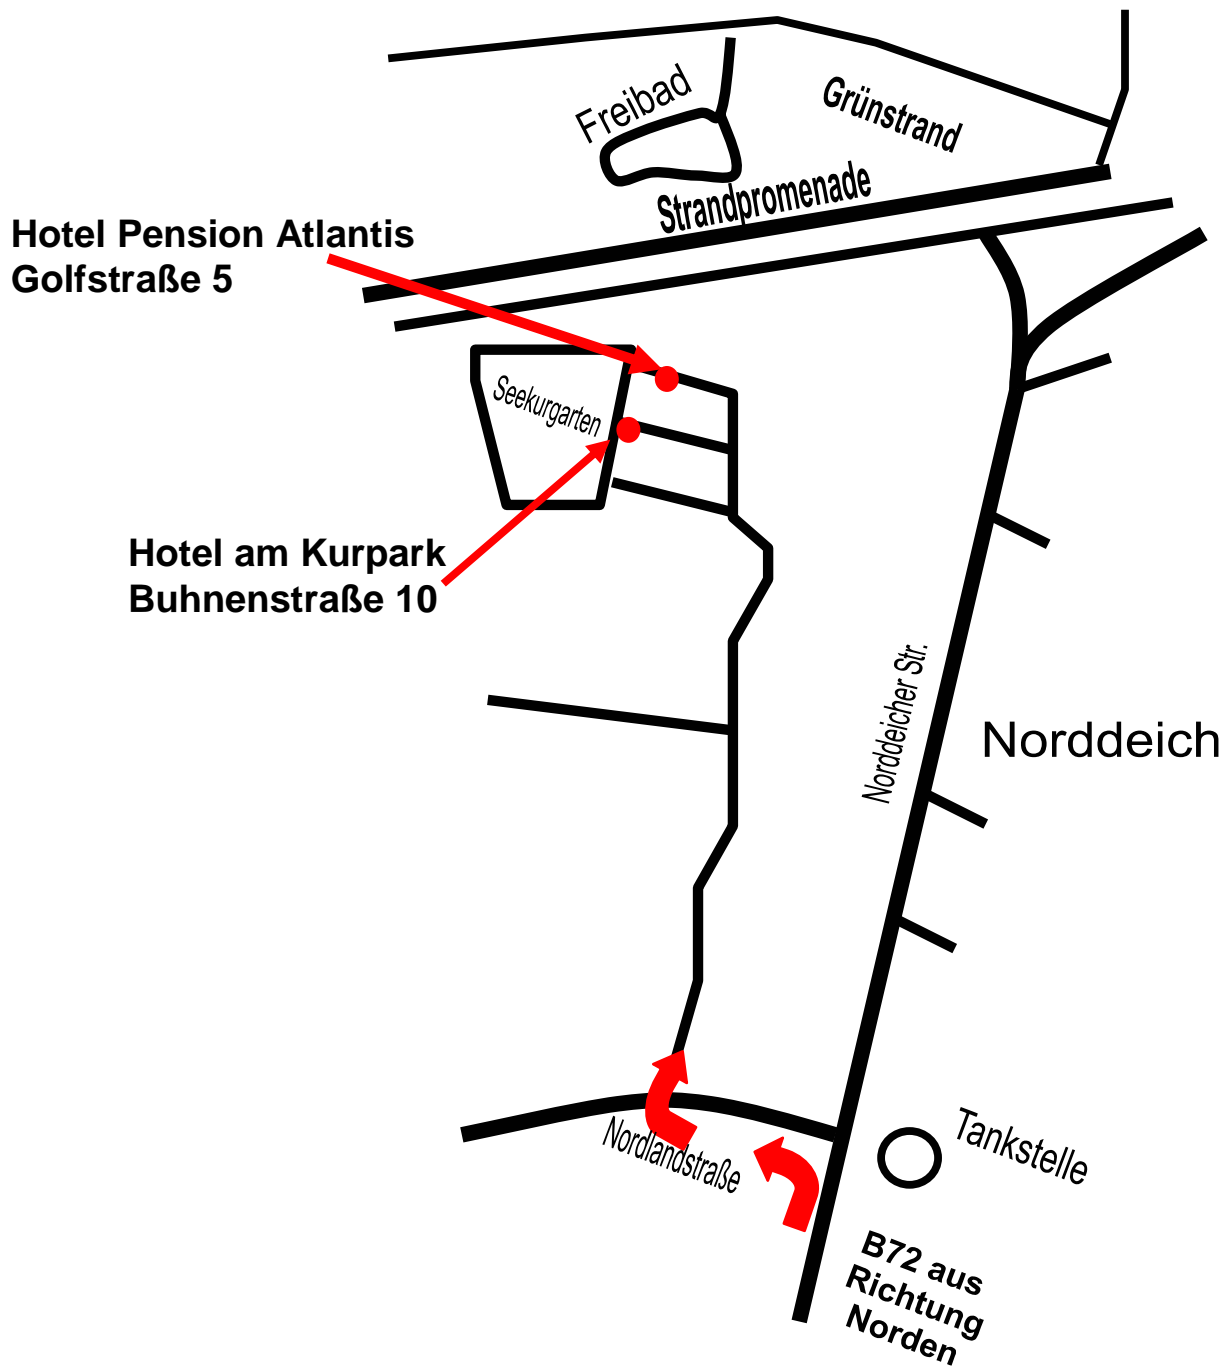 Freibad
Grünstrand
Strandpromenade
Hotel Pension Atlantis
Golfstraße 5
Seekurgarten
Hotel am Kurpark
Buhnenstraße 10
Norddeicher Str.
Norddeich
Nordlandstraße
Tankstelle
B72 aus
Richtung
Norden